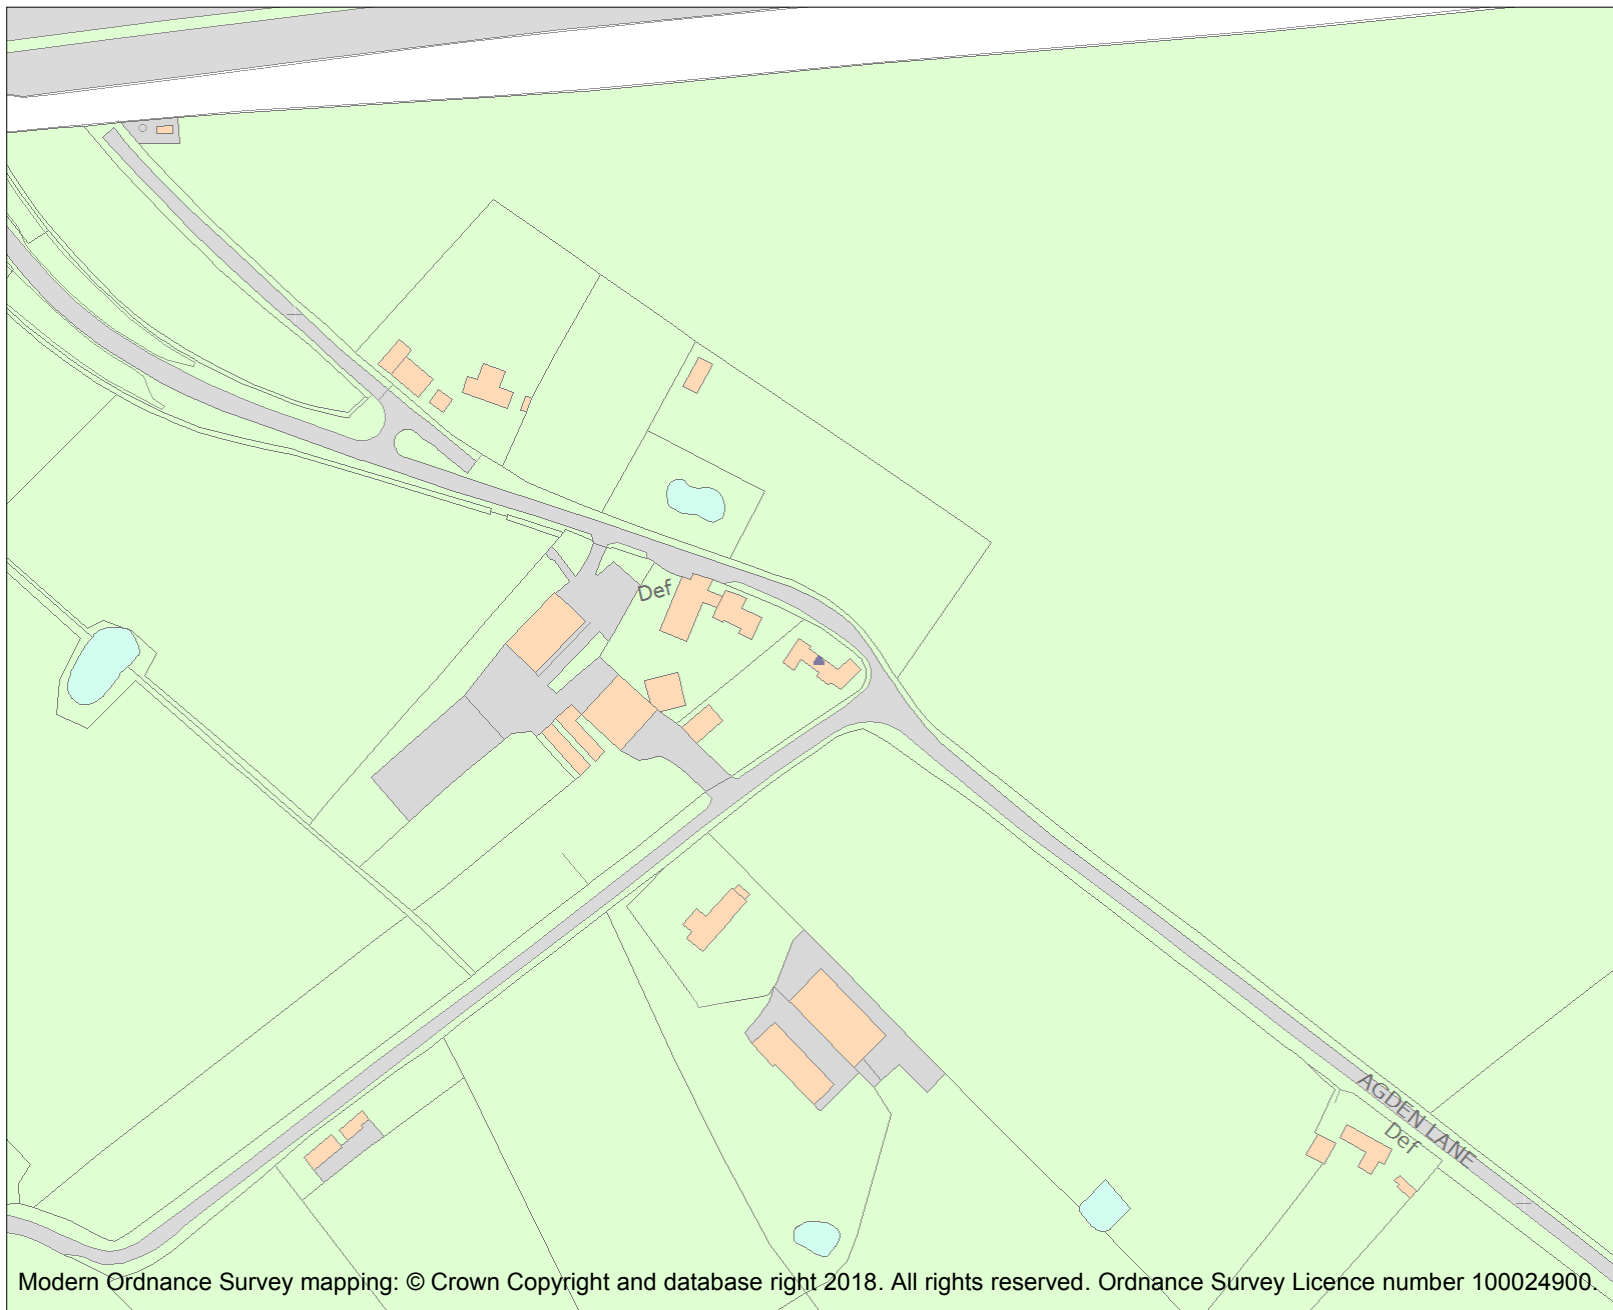 Def
AGDEN LANE
Def
Modern Ordnance Survey mapping: © Crown Copyright and database right 2018. All rights reserved. Ordnance Survey Licence number 100024900.